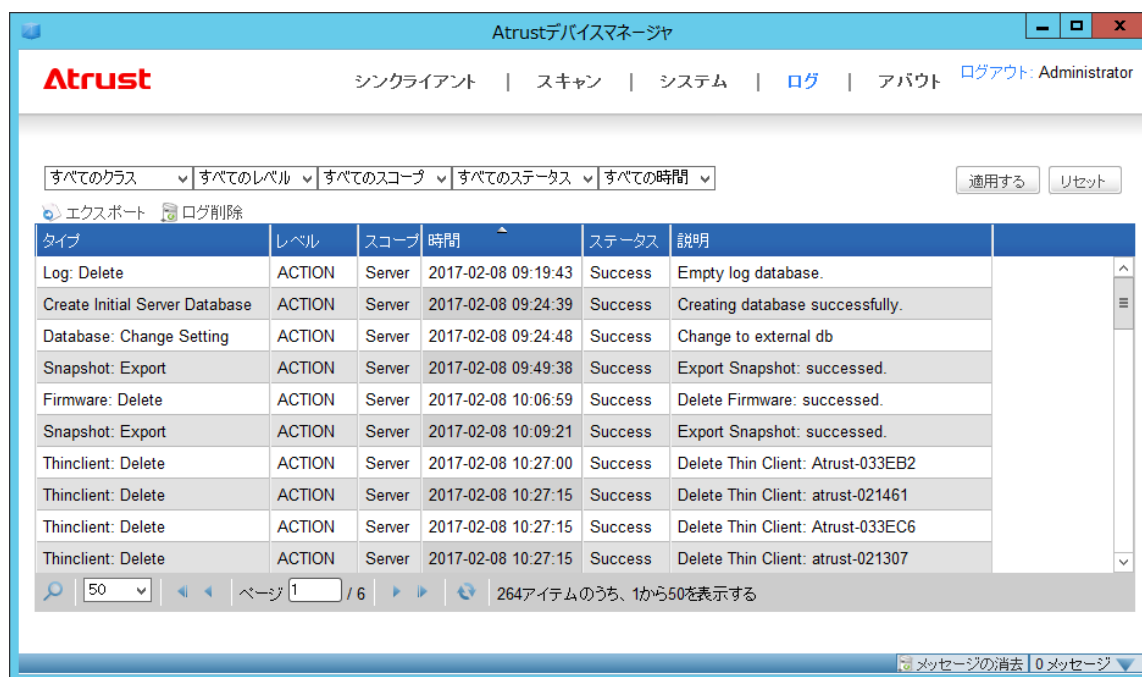 Atrustデバイスマネージャ
Atrust シンクライアント | スキャン | システム | ログ | アバウト ログアウト: Administrator
すべてのクラス すべてのレベル すべてのスコープ すべてのステータス すべての時間 適用する リセット
エクスポート ログ削除
タイプ レベル スコープ 時間 ステータス 説明
Log: Delete ACTION Server 2017-02-08 09:19:43 Success Empty log database.
Create Initial Server Database ACTION Server 2017-02-08 09:24:39 Success Creating database successfully.
Database: Change Setting ACTION Server 2017-02-08 09:24:48 Success Change to external db
Snapshot: Export ACTION Server 2017-02-08 09:49:38 Success Export Snapshot: successed.
Firmware: Delete ACTION Server 2017-02-08 10:06:59 Success Delete Firmware: successed.
Snapshot: Export ACTION Server 2017-02-08 10:09:21 Success Export Snapshot: successed.
Thinclient: Delete ACTION Server 2017-02-08 10:27:00 Success Delete Thin Client: Atrust-033EB2
Thinclient: Delete ACTION Server 2017-02-08 10:27:15 Success Delete Thin Client: atrust-021461
Thinclient: Delete ACTION Server 2017-02-08 10:27:15 Success Delete Thin Client: Atrust-033EC6
Thinclient: Delete ACTION Server 2017-02-08 10:27:15 Success Delete Thin Client: atrust-021307
50 ページ 1 / 6 264アイテムのうち、1から50を表示する
メッセージの消去 0 メッセージ